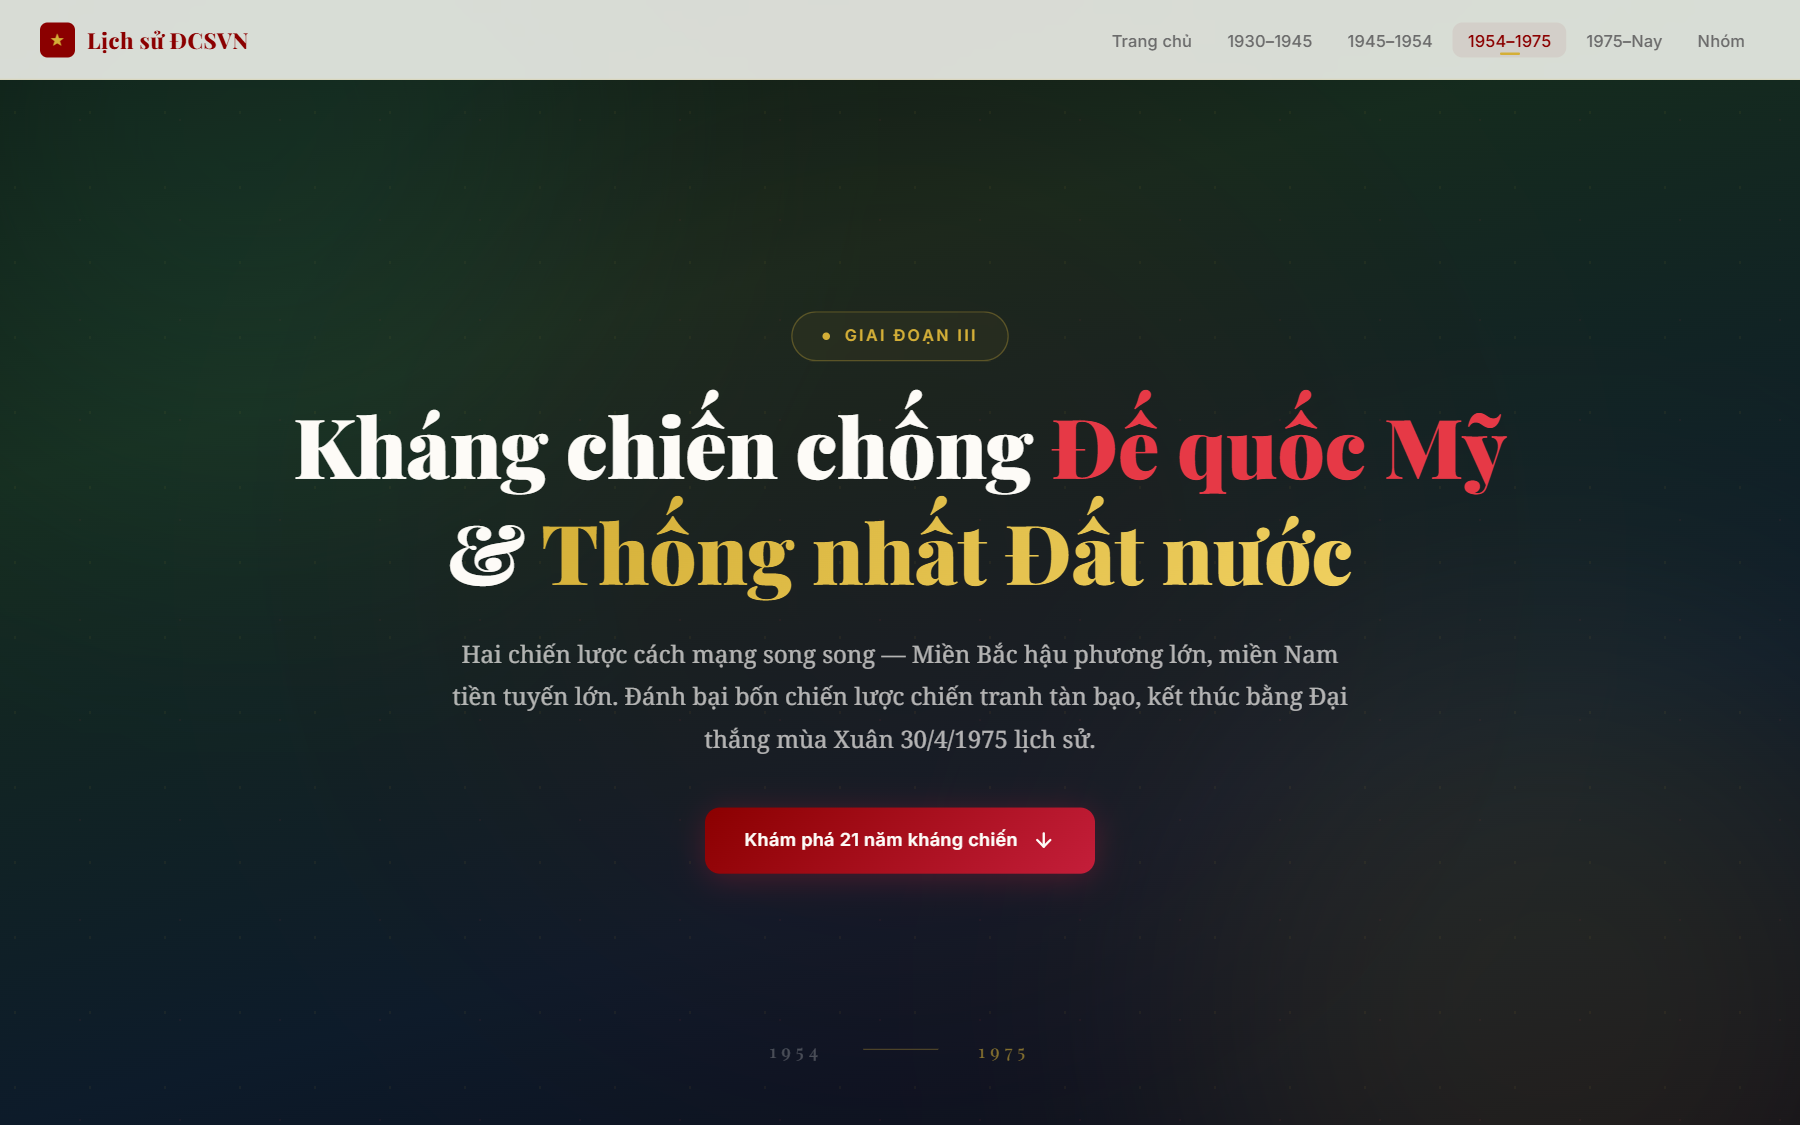 Lịch sử ĐCSVN
Trang chủ
1930–1945
1945–1954
1954–1975
1975–Nay
Nhóm
GIAI ĐOẠN III
Kháng chiến chống Đế quốc Mỹ
& Thống nhất Đất nước
Hai chiến lược cách mạng song song — Miền Bắc hậu phương lớn, miền Nam
tiền tuyến lớn. Đánh bại bốn chiến lược chiến tranh tàn bạo, kết thúc bằng Đại
thắng mùa Xuân 30/4/1975 lịch sử.
Khám phá 21 năm kháng chiến
1954
1975